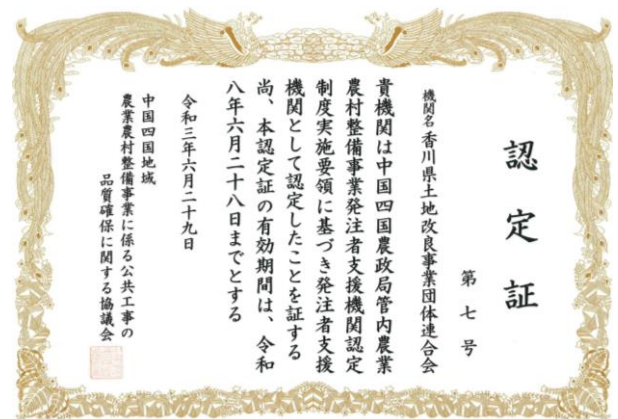 認定証
第七号
機関名 香川県土地改良事業団体連合会
貴機関は中国四国農政局管内農業
農村整備事業発注者支援機関認定
制度実施要領に基づき発注者支援
機関として認定したことを証する
尚、本認定証の有効期間は、令和
八年六月二十八日までとする
令和三年六月二十九日
中国四国地域
農業農村整備事業に係る公共工事の
品質確保に関する協議会